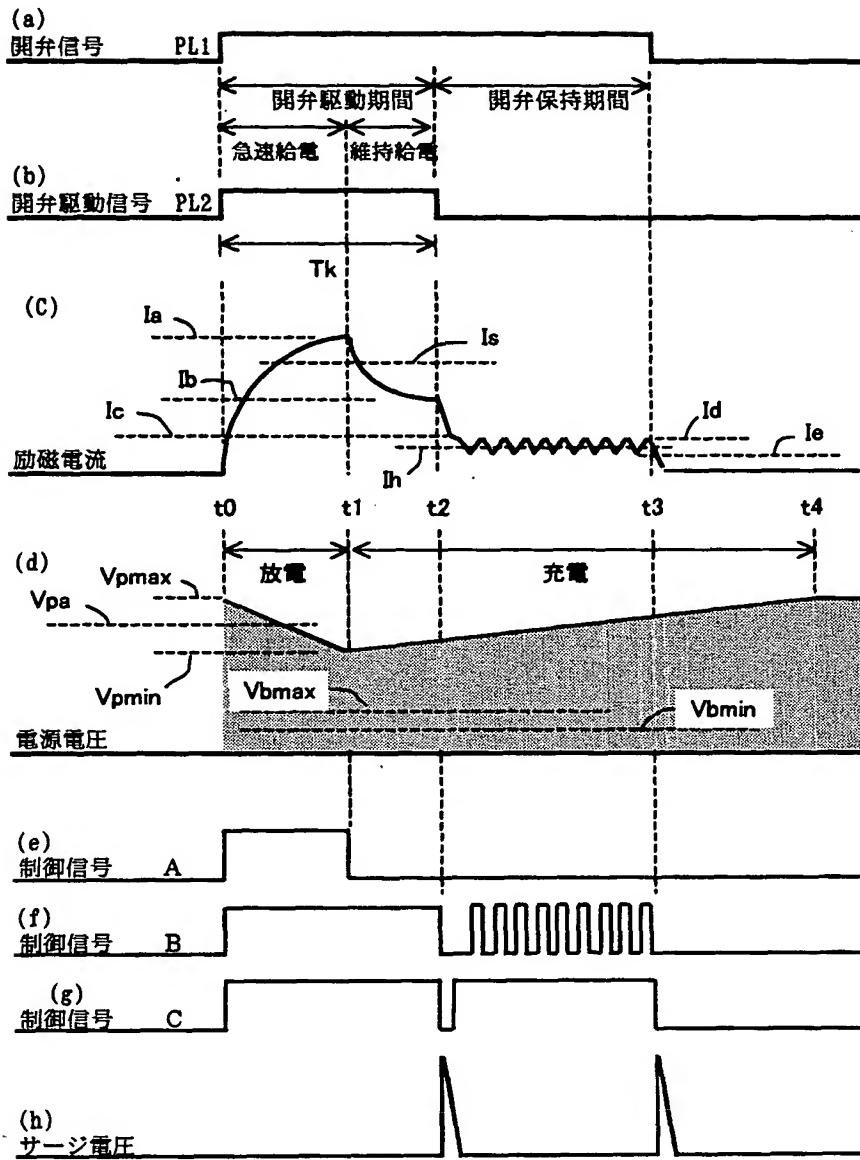 (a)
開弁信号 PL1
開弁駆動期間 開弁保持期間
急速給電 維持給電
(b)
開弁駆動信号 PL2
Tk
(C)
Ia
Is
Ib
Ic
Id
Ie
励磁電流
Ih
t0 t1 t2 t3 t4
(d)
放電 充電
Vpmax
Vpa
Vpmin
Vbmax
Vbmin
電源電圧
(e)
制御信号 A
(f)
制御信号 B
(g)
制御信号 C
(h)
サージ電圧